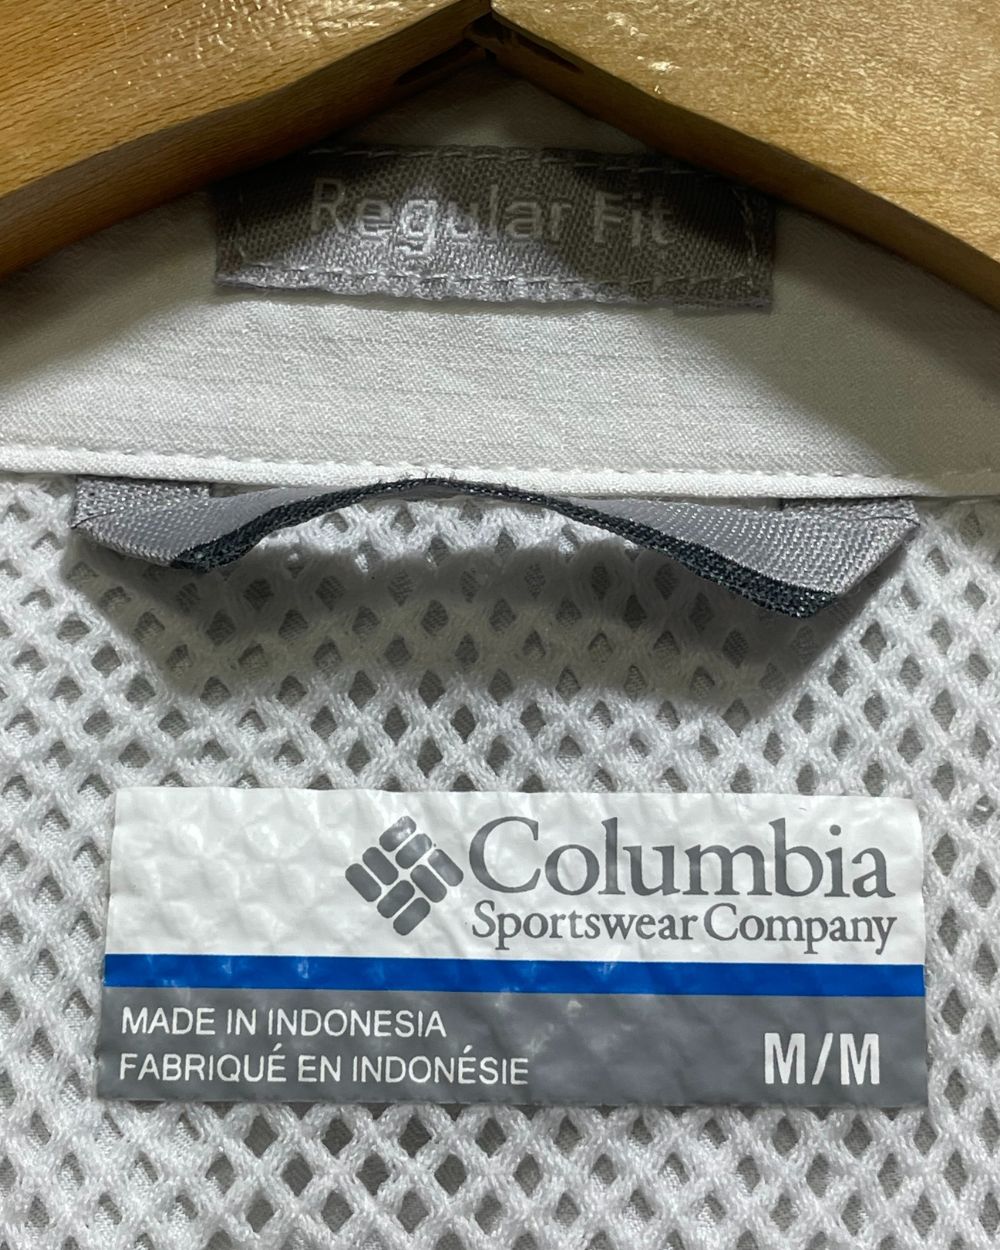 Regular Fit
Columbia
Sportswear Company
MADE IN INDONESIA
FABRIQUÉ EN INDONÉSIE
M/M